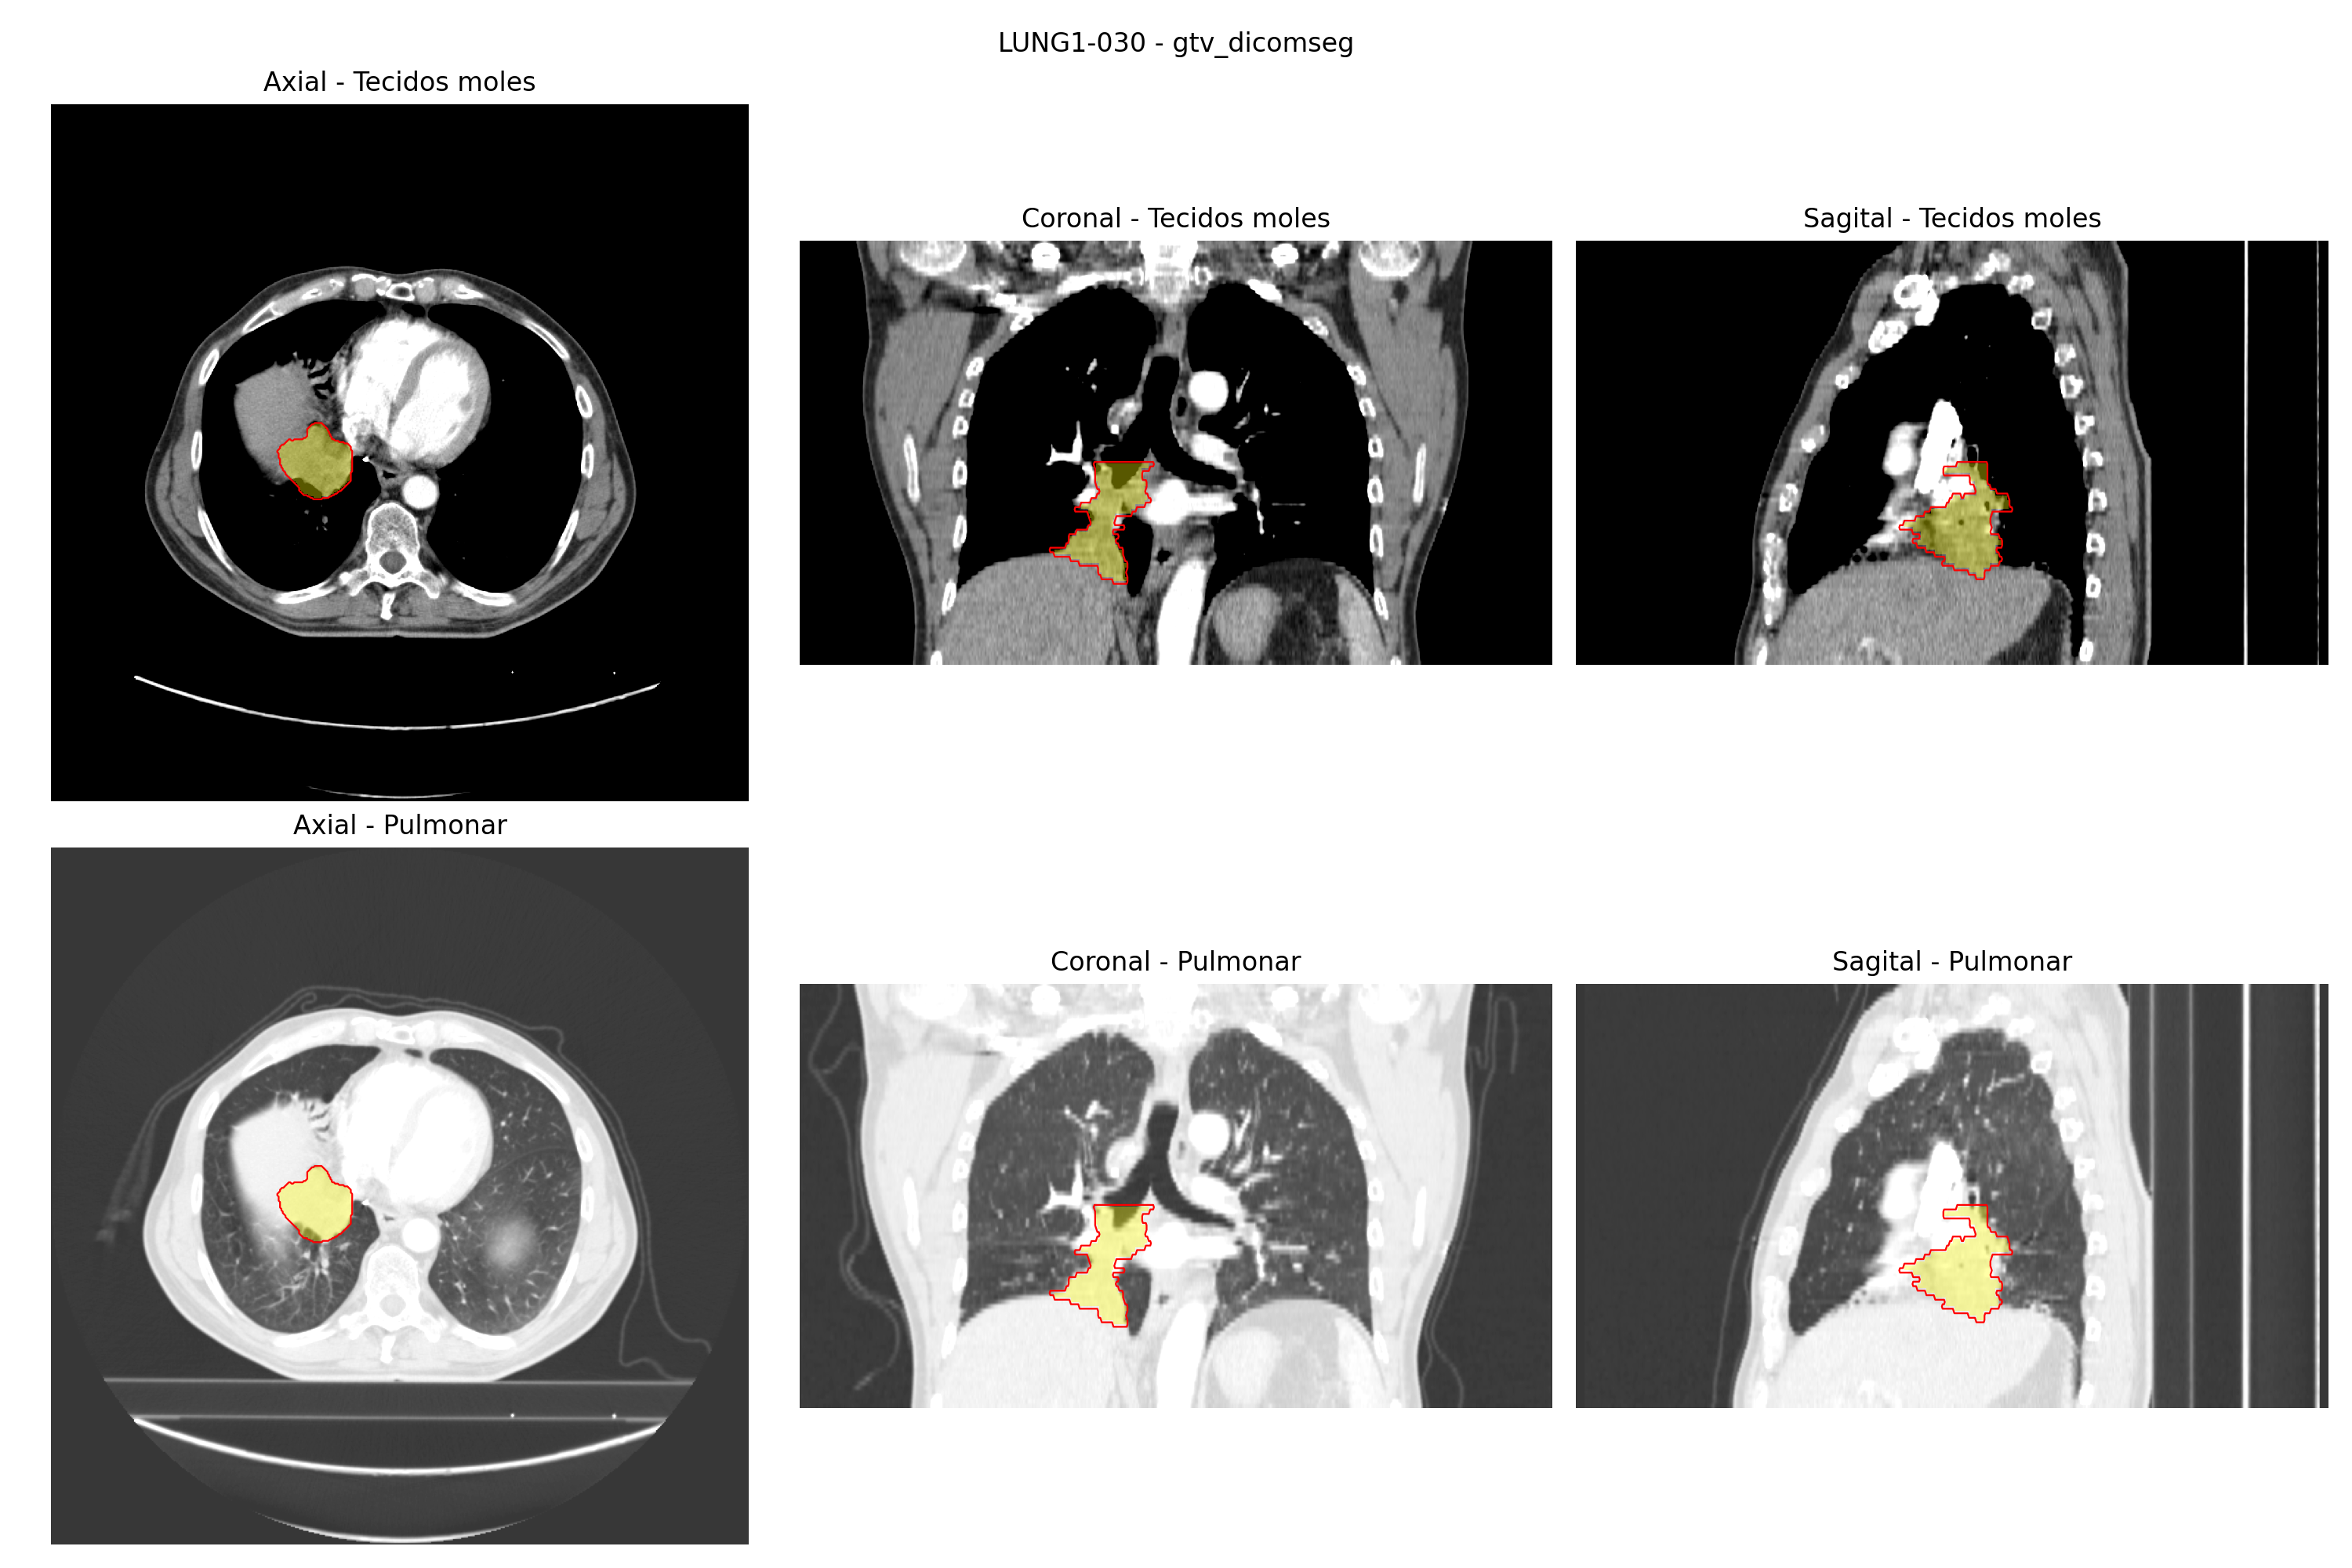 LUNG1-030 - gtv_dicomseg
Axial - Tecidos moles
Coronal - Tecidos moles
Sagital - Tecidos moles
Axial - Pulmonar
Coronal - Pulmonar
Sagital - Pulmonar